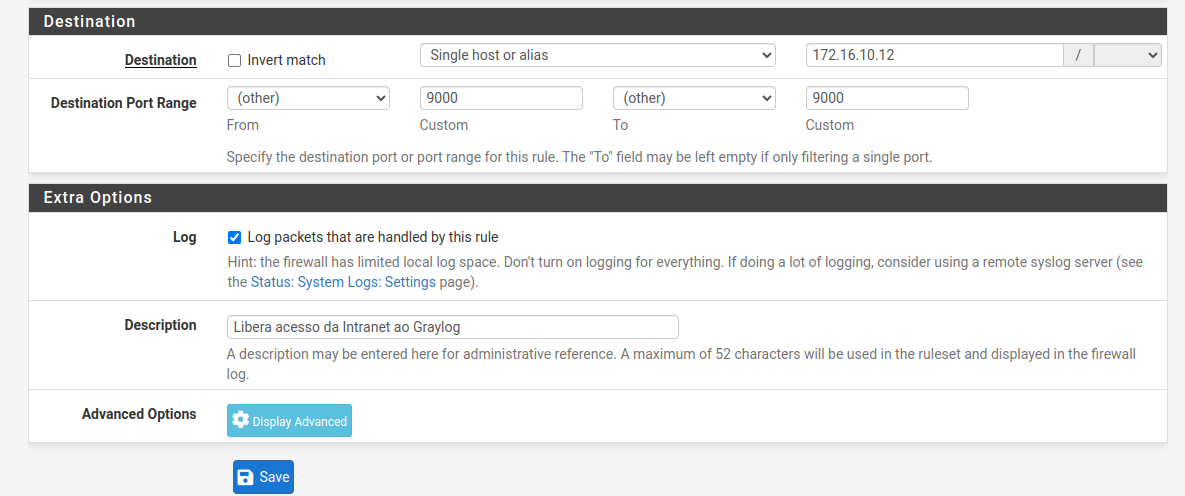 Destination
Destination Invert match Single host or alias 172.16.10.12 /
Destination Port Range (other) 9000 (other) 9000
From Custom To Custom
Specify the destination port or port range for this rule. The "To" field may be left empty if only filtering a single port.
Extra Options
Log Log packets that are handled by this rule
Hint: the firewall has limited local log space. Don't turn on logging for everything. If doing a lot of logging, consider using a remote syslog server (see
the Status: System Logs: Settings page).
Description Libera acesso da Intranet ao Graylog
A description may be entered here for administrative reference. A maximum of 52 characters will be used in the ruleset and displayed in the firewall
log.
Advanced Options Display Advanced
Save